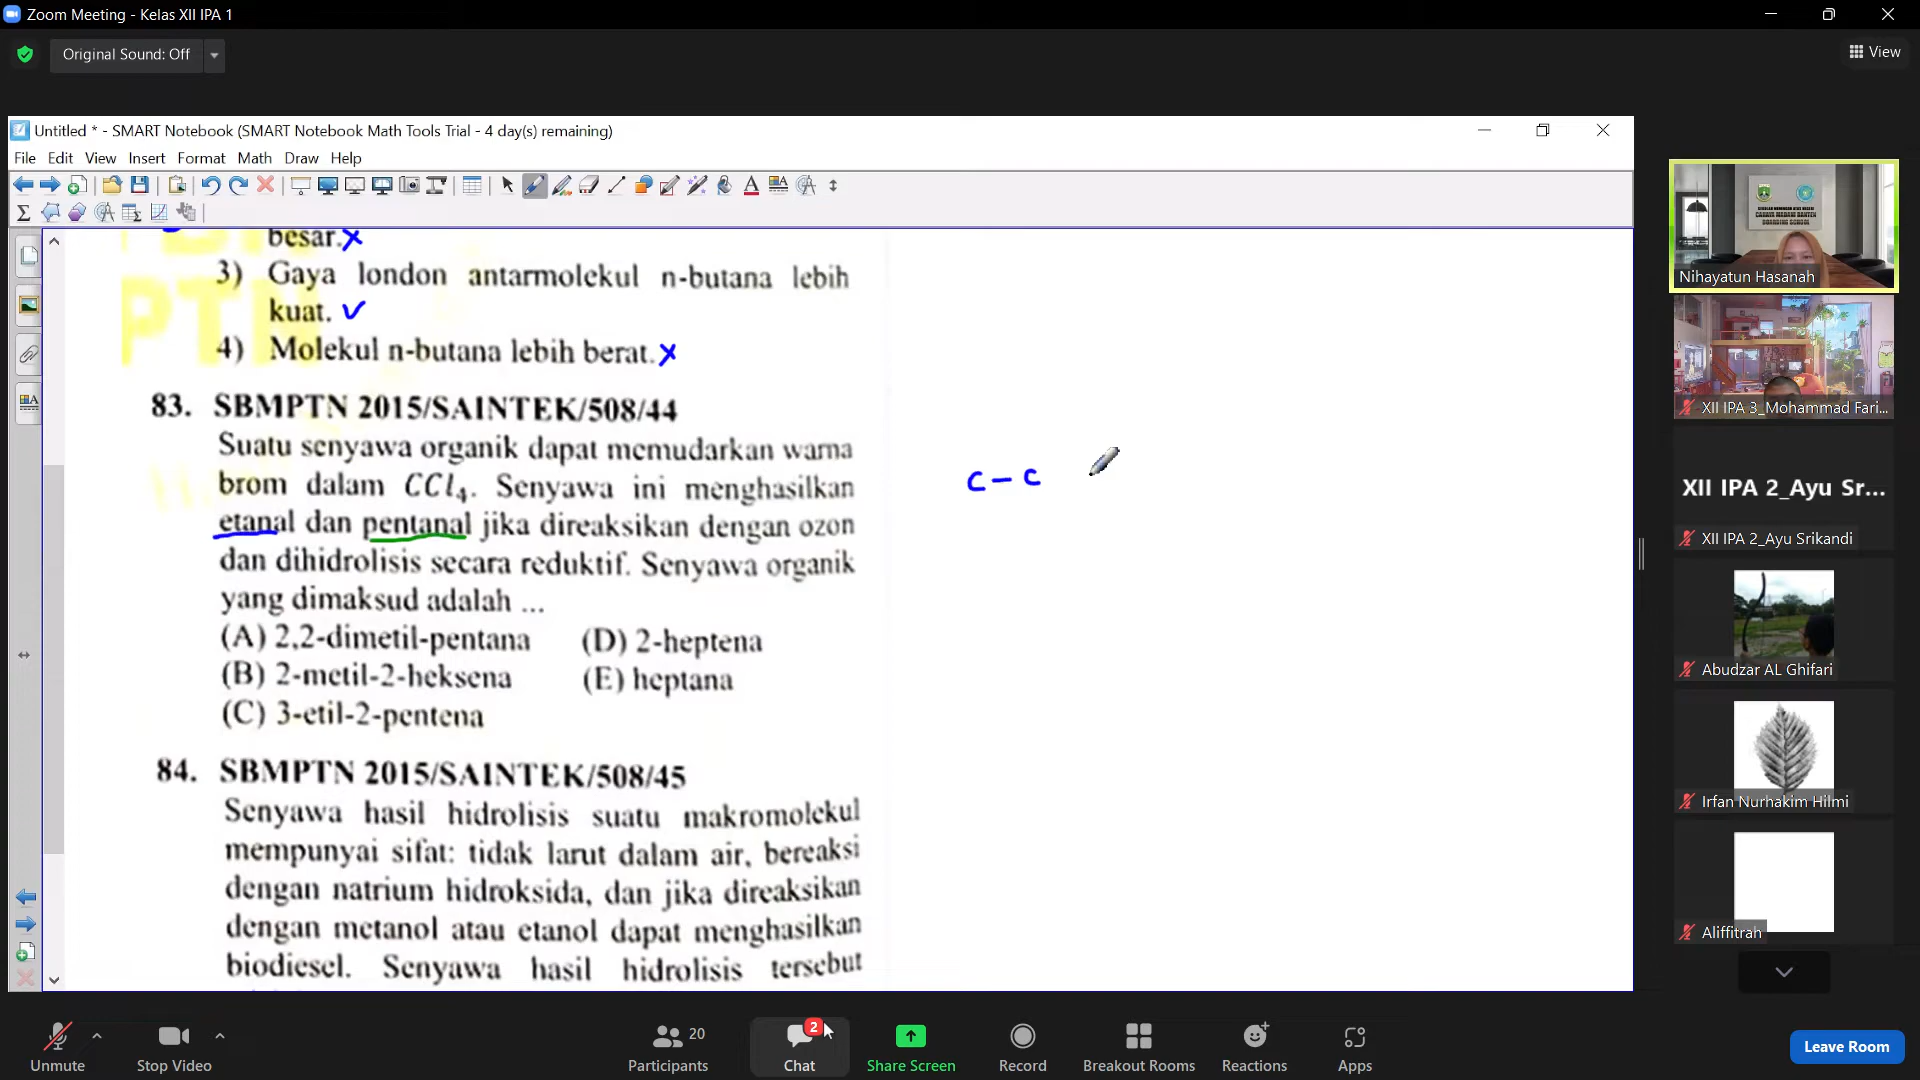 Zoom Meeting - Kelas XII IPA 1
Original Sound: Off
View
Untitled * - SMART Notebook (SMART Notebook Math Tools Trial - 4 day(s) remaining)
File Edit View Insert Format Math Draw Help
besar. x
3) Gaya london antarmolekul n-butana lebih
kuat. ✓
4) Molekul n-butana lebih berat. x
83. SBMPTN 2015/SAINTEK/508/44
Suatu senyawa organik dapat memudarkan warna
brom dalam CCl₄. Senyawa ini menghasilkan
etanal dan pentanal jika direaksikan dengan ozon
dan dihidrolisis secara reduktif. Senyawa organik
yang dimaksud adalah ...
(A) 2,2-dimetil-pentana (D) 2-heptena
(B) 2-metil-2-heksena (E) heptana
(C) 3-etil-2-pentena
84. SBMPTN 2015/SAINTEK/508/45
Senyawa hasil hidrolisis suatu makromolekul
mempunyai sifat: tidak larut dalam air, bereaksi
dengan natrium hidroksida, dan jika direaksikan
dengan metanol atau etanol dapat menghasilkan
biodiesel. Senyawa hasil hidrolisis tersebut
C - C
PTN
CAHAYA MADANI BANTEN
BOARDING SCHOOL
Nihayatun Hasanah
XII IPA 3_Mohammad Fari...
XII IPA 2_Ayu Sr...
XII IPA 2_Ayu Srikandi
Abudzar AL Ghifari
Irfan Nurhakim Hilmi
Aliffitrah
Unmute
Stop Video
20
Participants
2
Chat
Share Screen
Record
Breakout Rooms
Reactions
Apps
Leave Room